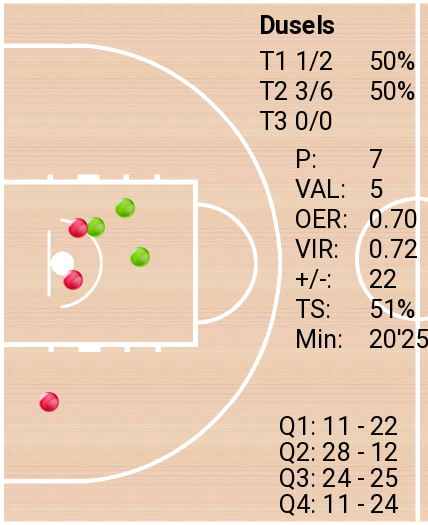 Dusels
T1 1/2 50%
T2 3/6 50%
T3 0/0
P: 7
VAL: 5
OER: 0.70
VIR: 0.72
+/-: 22
TS: 51%
Min: 20'25
Q1: 11 - 22
Q2: 28 - 12
Q3: 24 - 25
Q4: 11 - 24